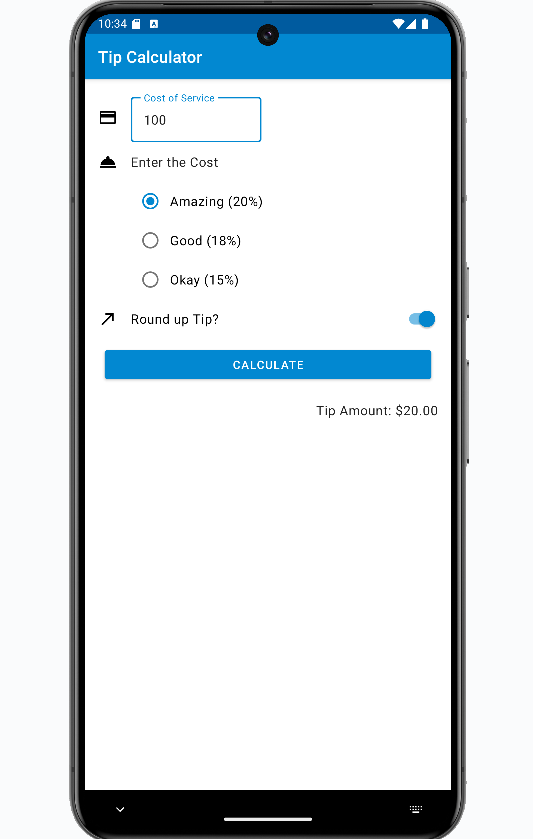 10:34
Tip Calculator
Cost of Service
100
Enter the Cost
Amazing (20%)
Good (18%)
Okay (15%)
Round up Tip?
CALCULATE
Tip Amount: $20.00